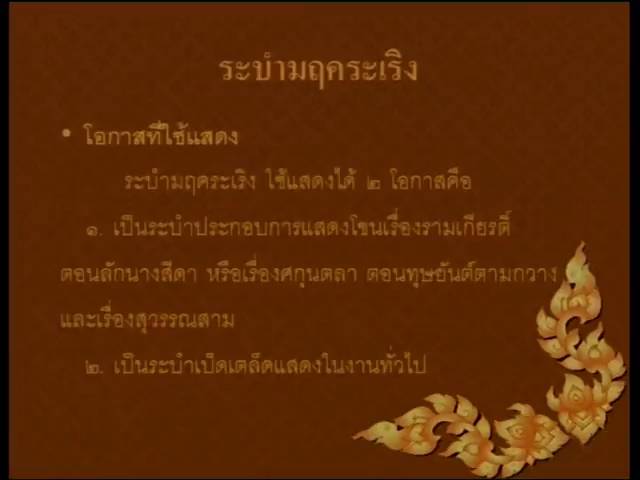 ระบำมฤคระเริง
• โอกาสที่ใช้แสดง
ระบำมฤคระเริง ใช้แสดงได้ ๒ โอกาสคือ
๑. เป็นระบำประกอบการแสดงโขนเรื่องรามเกียรติ์
ตอนลักนางสีดา หรือเรื่องศกุนตลา ตอนทุษยันต์ตามกวาง
และเรื่องสุวรรณสาม
๒. เป็นระบำเบ็ดเตล็ดแสดงในงานทั่วไป